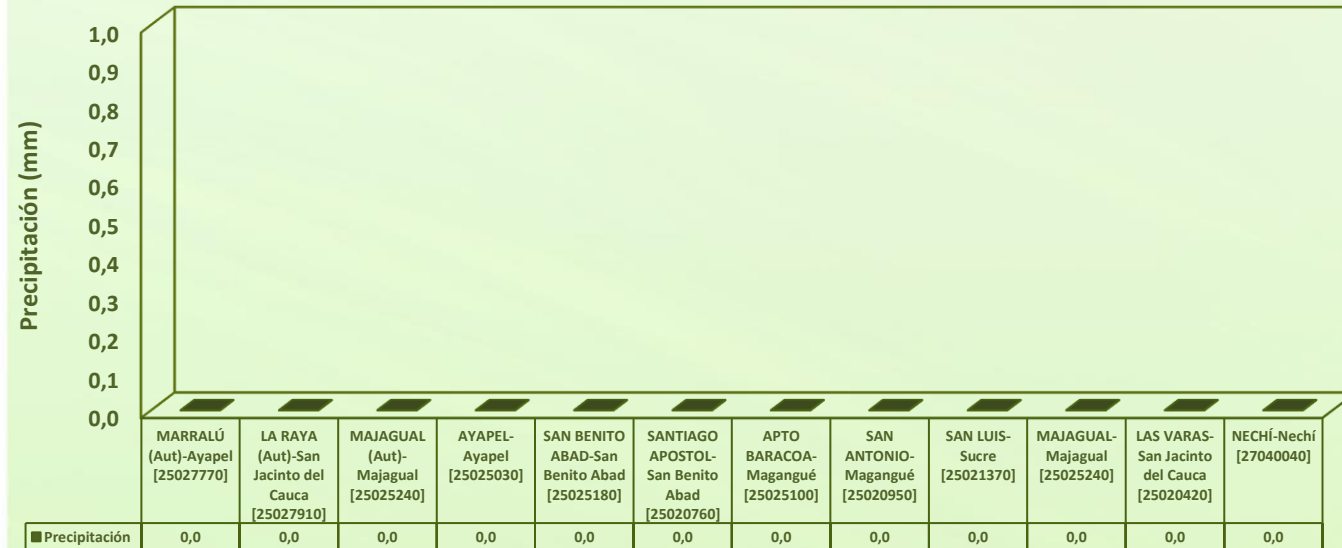 Precipitación (mm)
1,0
0,9
0,8
0,7
0,6
0,5
0,4
0,3
0,2
0,1
0,0
MARRALÚ
(Aut)-Ayapel
[25027770]
LA RAYA
(Aut)-San
Jacinto del
Cauca
[25027910]
MAJAGUAL
(Aut)-
Majagual
[25025240]
AYAPEL-
Ayapel
[25025030]
SAN BENITO
ABAD-San
Benito Abad
[25025180]
SANTIAGO
APOSTOL-
San Benito
Abad
[25020760]
APTO
BARACOA-
Magangué
[25025100]
SAN
ANTONIO-
Magangué
[25020950]
SAN LUIS-
Sucre
[25021370]
MAJAGUAL-
Majagual
[25025240]
LAS VARAS-
San Jacinto
del Cauca
[25020420]
NECHÍ-Nechí
[27040040]
Precipitación 0,0 0,0 0,0 0,0 0,0 0,0 0,0 0,0 0,0 0,0 0,0 0,0